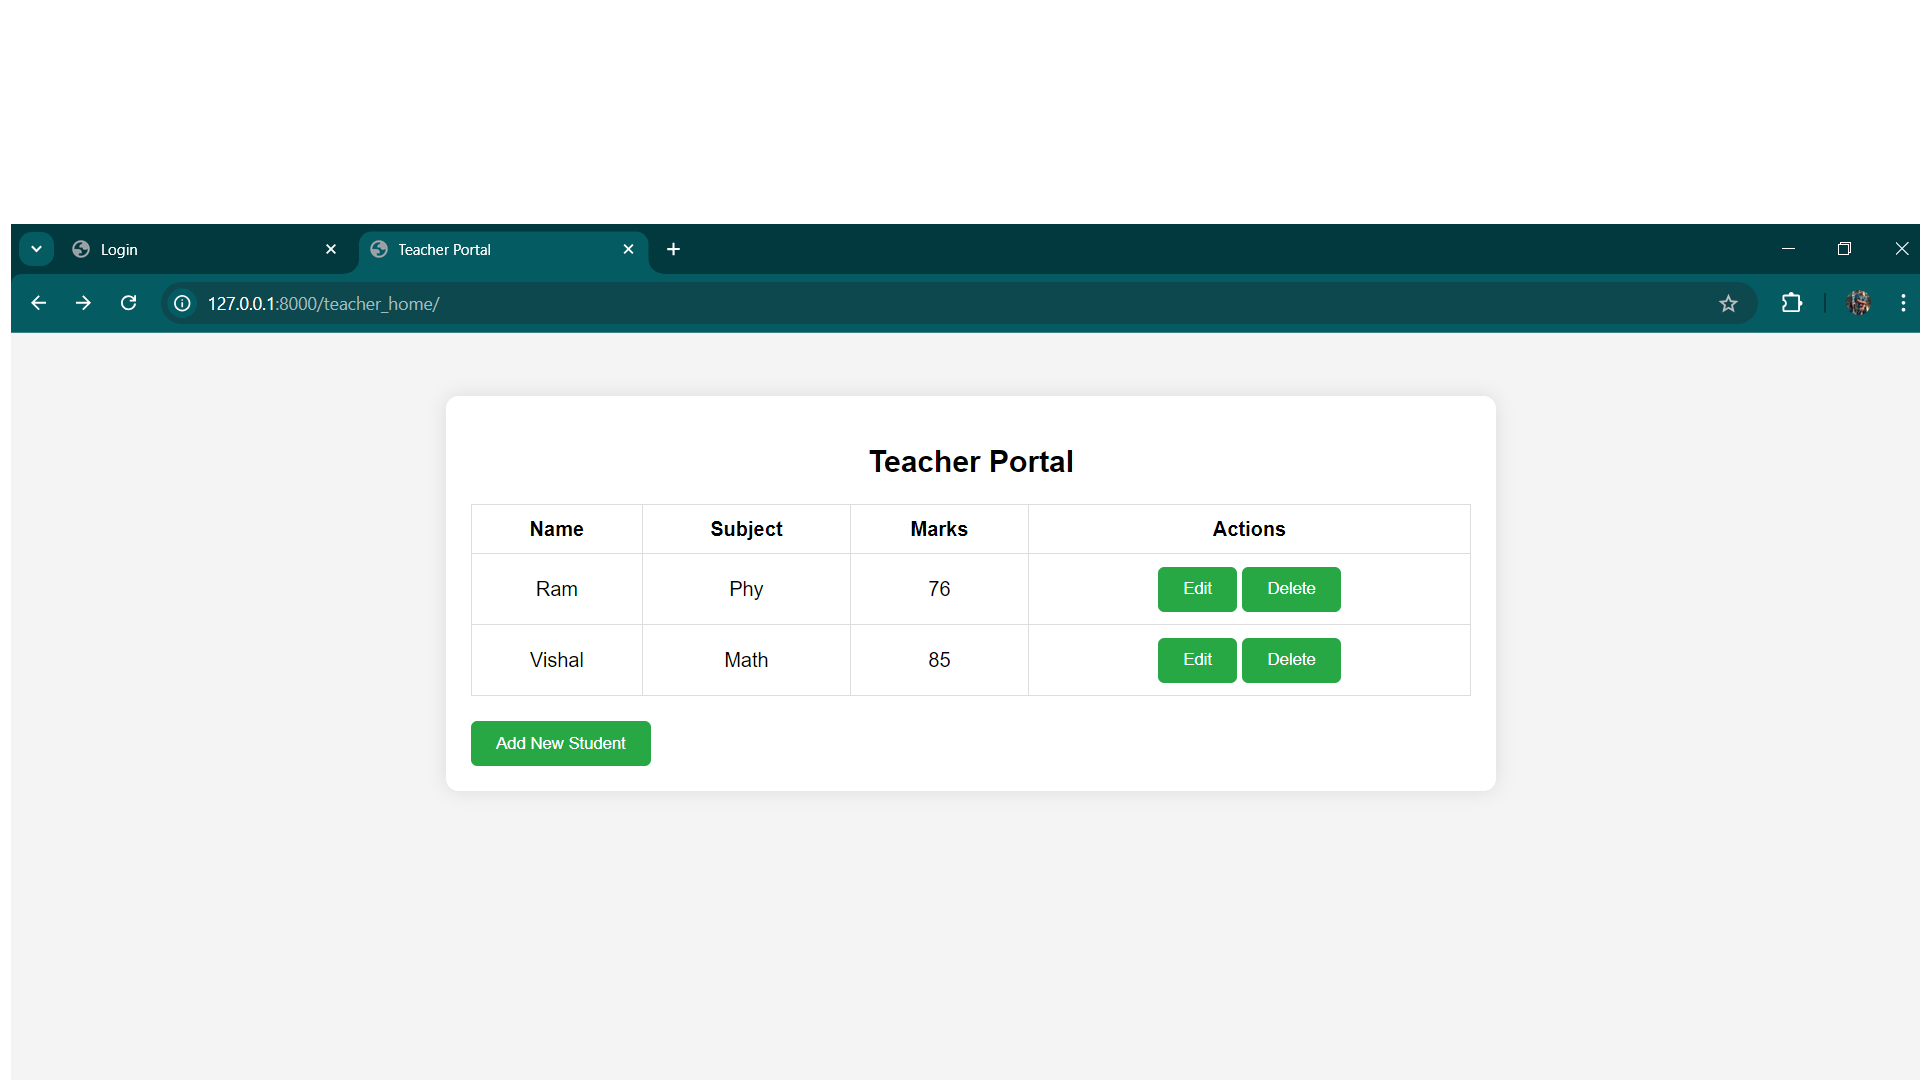 Login Teacher Portal
127.0.0.1:8000/teacher_home/
Teacher Portal
Name Subject Marks Actions
Ram Phy 76 Edit Delete
Vishal Math 85 Edit Delete
Add New Student